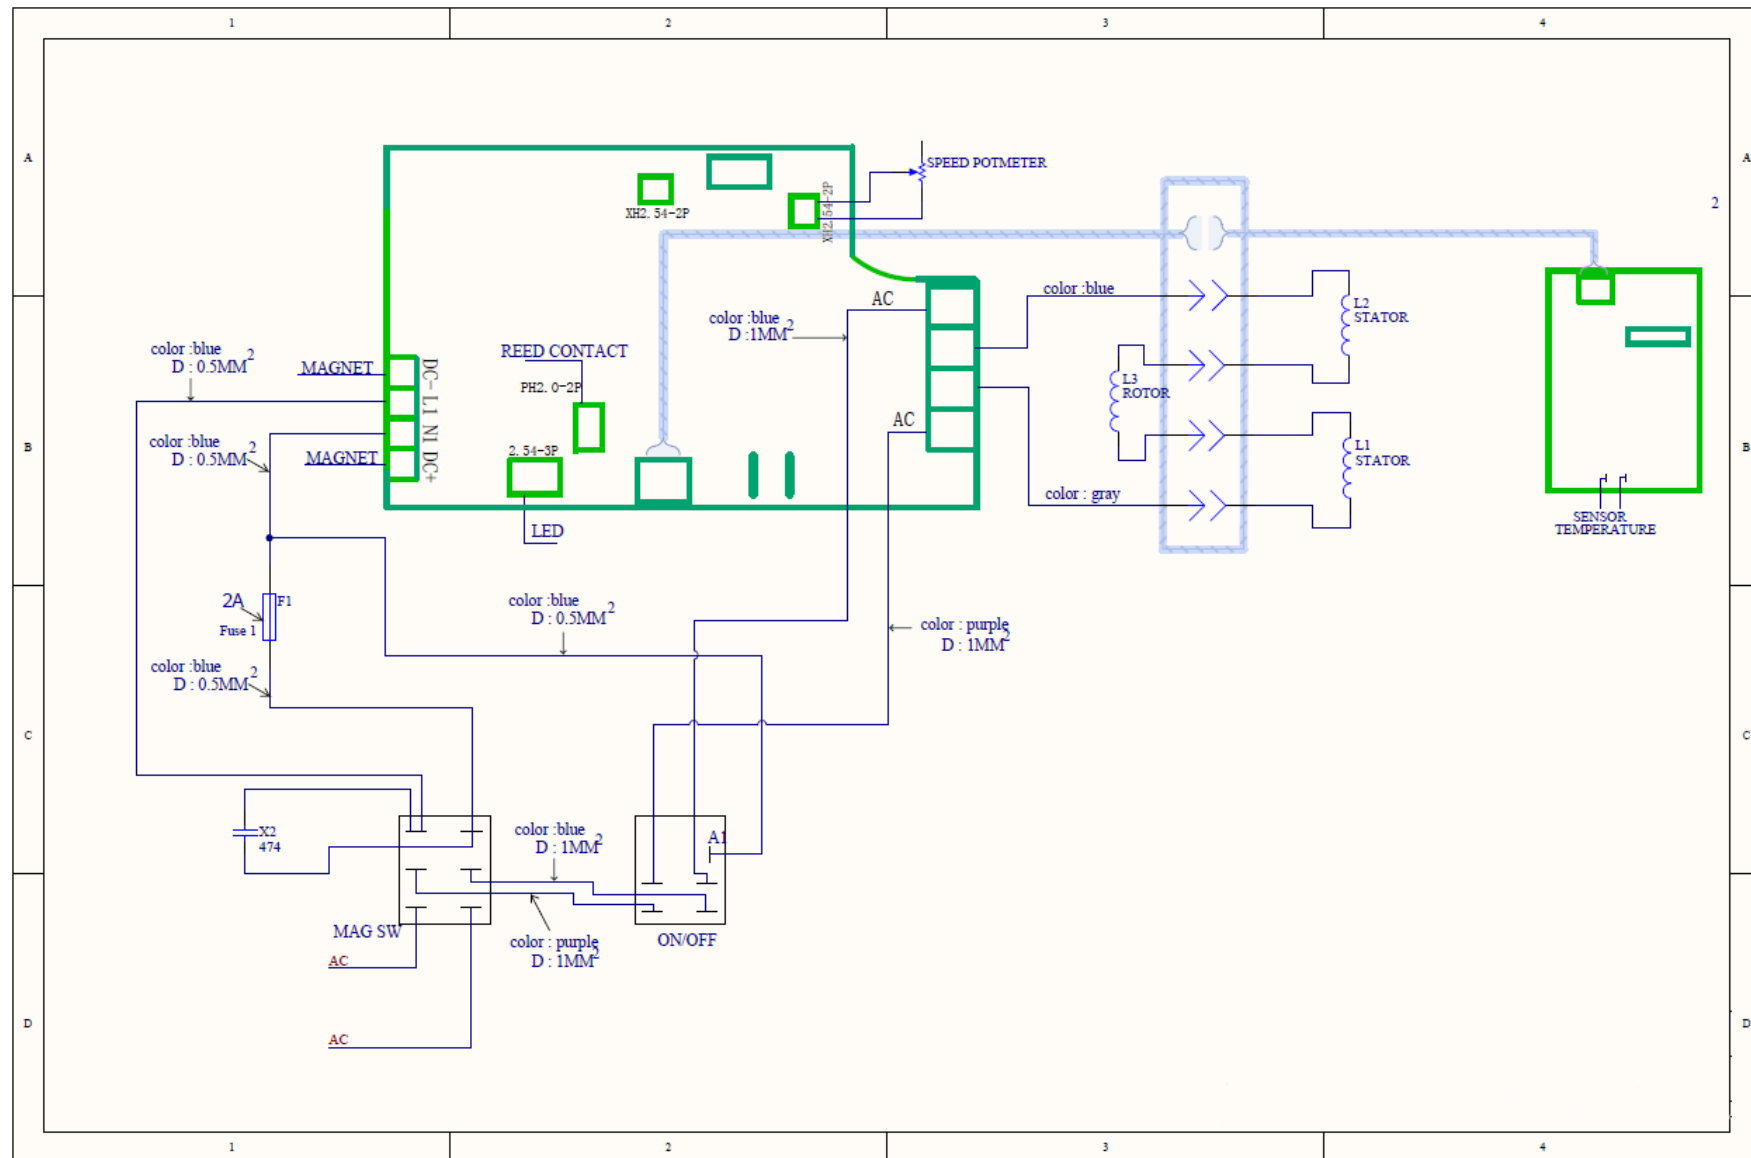 1 2 3 4
A A
SPEED POTMETER
XH2.54-2P
XH2.54-2P
2
color :blue
AC
color :blue
D :1MM²
L2
STATOR
color :blue
D : 0.5MM²
REED CONTACT
MAGNET
PH2.0-2P
L3
ROTOR
DC- L1 N1 DC+
AC
color :blue
D : 0.5MM²
B B
MAGNET
2.54-3P
L1
STATOR
color : gray
LED
SENSOR
TEMPERATURE
2A
F1
Fuse 1
color :blue
D : 0.5MM²
color : purple
D : 1MM²
color :blue
D : 0.5MM²
C C
X2
474
color :blue
D : 1MM²
A1
MAG SW
color : purple
D : 1MM²
ON/OFF
AC
D D
AC
1 2 3 4